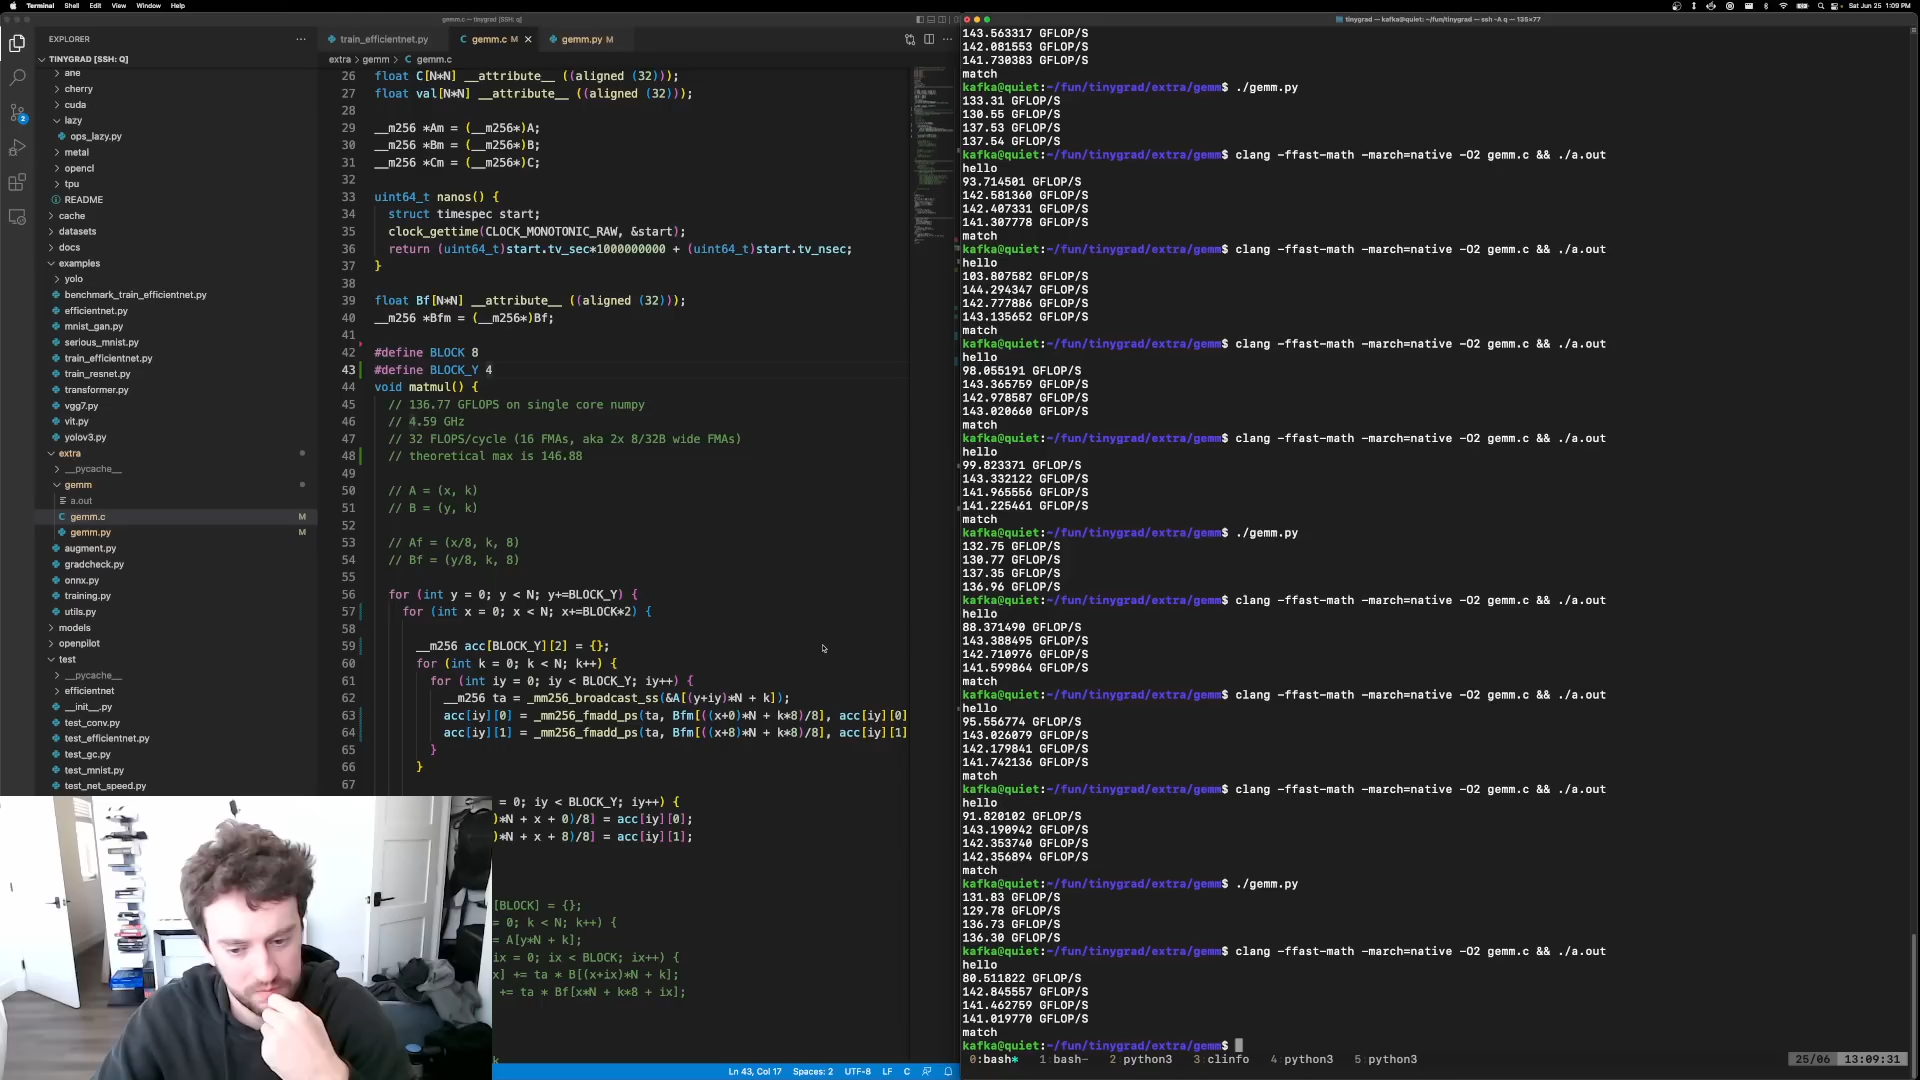 Terminal Shell Edit View Window Help
Sat Jun 25 1:09 PM
gemm.c — tinygrad [SSH: q]
tinygrad — kafka@quiet: ~/fun/tinygrad — ssh -A q — 135×77
EXPLORER
TINYGRAD [SSH: Q]
ane
cherry
cuda
lazy
ops_lazy.py
metal
opencl
tpu
README
cache
datasets
docs
examples
yolo
benchmark_train_efficientnet.py
efficientnet.py
mnist_gan.py
serious_mnist.py
train_efficientnet.py
train_resnet.py
transformer.py
vgg7.py
vit.py
yolov3.py
extra
__pycache__
gemm
a.out
gemm.c M
gemm.py M
augment.py
gradcheck.py
onnx.py
training.py
utils.py
models
openpilot
test
__pycache__
efficientnet
__init__.py
test_conv.py
test_efficientnet.py
test_gc.py
test_mnist.py
test_net_speed.py
2
train_efficientnet.py
gemm.c M
gemm.py M
extra > gemm > gemm.c
26 float C[N*N] __attribute__ ((aligned (32)));
27 float val[N*N] __attribute__ ((aligned (32)));
28
29 __m256 *Am = (__m256*)A;
30 __m256 *Bm = (__m256*)B;
31 __m256 *Cm = (__m256*)C;
32
33 uint64_t nanos() {
34 struct timespec start;
35 clock_gettime(CLOCK_MONOTONIC_RAW, &start);
36 return (uint64_t)start.tv_sec*1000000000 + (uint64_t)start.tv_nsec;
37 }
38
39 float Bf[N*N] __attribute__ ((aligned (32)));
40 __m256 *Bfm = (__m256*)Bf;
41
42 #define BLOCK 8
43 #define BLOCK_Y 4
44 void matmul() {
45 // 136.77 GFLOPS on single core numpy
46 // 4.59 GHz
47 // 32 FLOPS/cycle (16 FMAs, aka 2x 8/32B wide FMAs)
48 // theoretical max is 146.88
49
50 // A = (x, k)
51 // B = (y, k)
52
53 // Af = (x/8, k, 8)
54 // Bf = (y/8, k, 8)
55
56 for (int y = 0; y < N; y+=BLOCK_Y) {
57 for (int x = 0; x < N; x+=BLOCK*2) {
58
59 __m256 acc[BLOCK_Y][2] = {};
60 for (int k = 0; k < N; k++) {
61 for (int iy = 0; iy < BLOCK_Y; iy++) {
62 __m256 ta = _mm256_broadcast_ss(&A[(y+iy)*N + k]);
63 acc[iy][0] = _mm256_fmadd_ps(ta, Bfm[((x+0)*N + k*8)/8], acc[iy][0]
64 acc[iy][1] = _mm256_fmadd_ps(ta, Bfm[((x+8)*N + k*8)/8], acc[iy][1]
65 }
66 }
67
= 0; iy < BLOCK_Y; iy++) {
)*N + x + 0)/8] = acc[iy][0];
)*N + x + 8)/8] = acc[iy][1];
[BLOCK] = {};
= 0; k < N; k++) {
= A[y*N + k];
ix = 0; ix < BLOCK; ix++) {
x] += ta * B[(x+ix)*N + k];
+= ta * Bf[x*N + k*8 + ix];
k
Ln 43, Col 17 Spaces: 2 UTF-8 LF C
143.563317 GFLOP/S
142.081553 GFLOP/S
141.730383 GFLOP/S
match
kafka@quiet:~/fun/tinygrad/extra/gemm$ ./gemm.py
133.31 GFLOP/S
130.55 GFLOP/S
137.53 GFLOP/S
137.54 GFLOP/S
kafka@quiet:~/fun/tinygrad/extra/gemm$ clang -ffast-math -march=native -O2 gemm.c && ./a.out
hello
93.714501 GFLOP/S
142.581360 GFLOP/S
142.407331 GFLOP/S
141.307778 GFLOP/S
match
kafka@quiet:~/fun/tinygrad/extra/gemm$ clang -ffast-math -march=native -O2 gemm.c && ./a.out
hello
103.807582 GFLOP/S
144.294347 GFLOP/S
142.777886 GFLOP/S
143.135652 GFLOP/S
match
kafka@quiet:~/fun/tinygrad/extra/gemm$ clang -ffast-math -march=native -O2 gemm.c && ./a.out
hello
98.055191 GFLOP/S
143.365759 GFLOP/S
142.978587 GFLOP/S
143.020660 GFLOP/S
match
kafka@quiet:~/fun/tinygrad/extra/gemm$ clang -ffast-math -march=native -O2 gemm.c && ./a.out
hello
99.823371 GFLOP/S
143.332122 GFLOP/S
141.965556 GFLOP/S
141.225461 GFLOP/S
match
kafka@quiet:~/fun/tinygrad/extra/gemm$ ./gemm.py
132.75 GFLOP/S
130.77 GFLOP/S
137.35 GFLOP/S
136.96 GFLOP/S
kafka@quiet:~/fun/tinygrad/extra/gemm$ clang -ffast-math -march=native -O2 gemm.c && ./a.out
hello
88.371490 GFLOP/S
143.388495 GFLOP/S
142.710976 GFLOP/S
141.599864 GFLOP/S
match
kafka@quiet:~/fun/tinygrad/extra/gemm$ clang -ffast-math -march=native -O2 gemm.c && ./a.out
hello
95.556774 GFLOP/S
143.026079 GFLOP/S
142.179841 GFLOP/S
141.742136 GFLOP/S
match
kafka@quiet:~/fun/tinygrad/extra/gemm$ clang -ffast-math -march=native -O2 gemm.c && ./a.out
hello
91.820102 GFLOP/S
143.190942 GFLOP/S
142.353740 GFLOP/S
142.356894 GFLOP/S
match
kafka@quiet:~/fun/tinygrad/extra/gemm$ ./gemm.py
131.83 GFLOP/S
129.78 GFLOP/S
136.73 GFLOP/S
136.30 GFLOP/S
kafka@quiet:~/fun/tinygrad/extra/gemm$ clang -ffast-math -march=native -O2 gemm.c && ./a.out
hello
80.511822 GFLOP/S
142.845557 GFLOP/S
141.462759 GFLOP/S
141.019770 GFLOP/S
match
kafka@quiet:~/fun/tinygrad/extra/gemm$
0:bash* 1 bash- 2 python3 3 clinfo 4 python3 5 python3
25/06 13:09:31